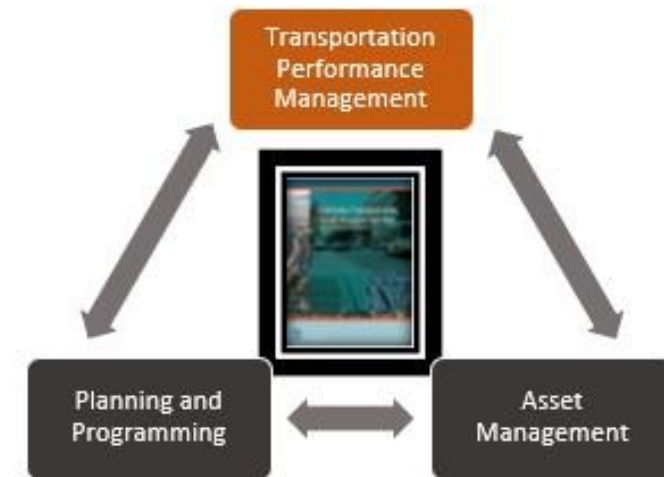 Transportation
Performance
Management
Planning and
Programming
Asset
Management